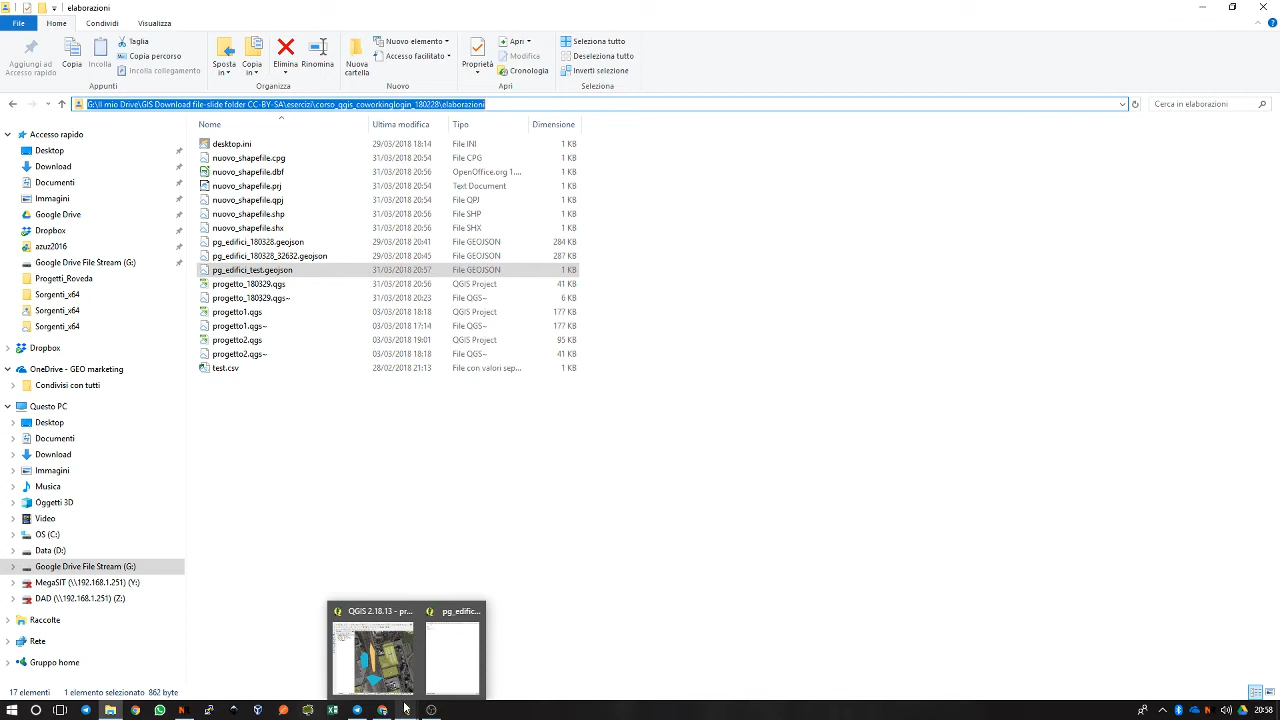 elaborazioni
File Home Condividi Visualizza
Aggiungi ad Accesso rapido
Copia
Incolla
Taglia
Copia percorso
Incolla collegamento
Appunti
Sposta in
Copia in
Elimina
Rinomina
Organizza
Nuova cartella
Nuovo elemento
Accesso facilitato
Nuovo
Proprietà
Apri
Modifica
Cronologia
Apri
Seleziona tutto
Deseleziona tutto
Inverti selezione
Selezione
G:\Il mio Drive\GIS Download file-slide folder CC-BY-SA\esercizi\corso_qgis_coworkinglogin_180228\elaborazioni
Cerca in elaborazioni
Accesso rapido
Desktop
Download
Documenti
Immagini
Google Drive
Dropbox
azuz2016
Google Drive File Stream (G:)
Progetti_Roveda
Sorgenti_x64
Sorgenti_x64
Sorgenti_x64
Dropbox
OneDrive - GEO marketing
Condivisi con tutti
Questo PC
Desktop
Documenti
Download
Immagini
Musica
Oggetti 3D
Video
OS (C:)
Data (D:)
Google Drive File Stream (G:)
MegaSIT (\\192.168.1.251) (Y:)
DAD (\\192.168.1.251) (Z:)
Raccolte
Rete
Gruppo home
Nome Ultima modifica Tipo Dimensione
desktop.ini 29/03/2018 18:14 File INI 1 KB
nuovo_shapefile.cpg 31/03/2018 20:54 File CPG 1 KB
nuovo_shapefile.dbf 31/03/2018 20:56 OpenOffice.org 1.... 1 KB
nuovo_shapefile.prj 31/03/2018 20:54 Text Document 1 KB
nuovo_shapefile.qpj 31/03/2018 20:54 File QPJ 1 KB
nuovo_shapefile.shp 31/03/2018 20:56 File SHP 1 KB
nuovo_shapefile.shx 31/03/2018 20:56 File SHX 1 KB
pg_edifici_180328.geojson 29/03/2018 20:41 File GEOJSON 284 KB
pg_edifici_180328_32632.geojson 29/03/2018 20:45 File GEOJSON 287 KB
pg_edifici_test.geojson 31/03/2018 20:57 File GEOJSON 1 KB
progetto_180329.qgs 31/03/2018 20:56 QGIS Project 41 KB
progetto_180329.qgs~ 31/03/2018 20:23 File QGS~ 6 KB
progetto1.qgs 03/03/2018 18:18 QGIS Project 177 KB
progetto1.qgs~ 03/03/2018 17:14 File QGS~ 177 KB
progetto2.qgs 03/03/2018 19:01 QGIS Project 95 KB
progetto2.qgs~ 03/03/2018 18:18 File QGS~ 41 KB
test.csv 28/02/2018 21:13 File con valori sep... 1 KB
QGIS 2.18.13 - pr... pg_edific...
17 elementi 1 elemento selezionato 862 byte
20:58